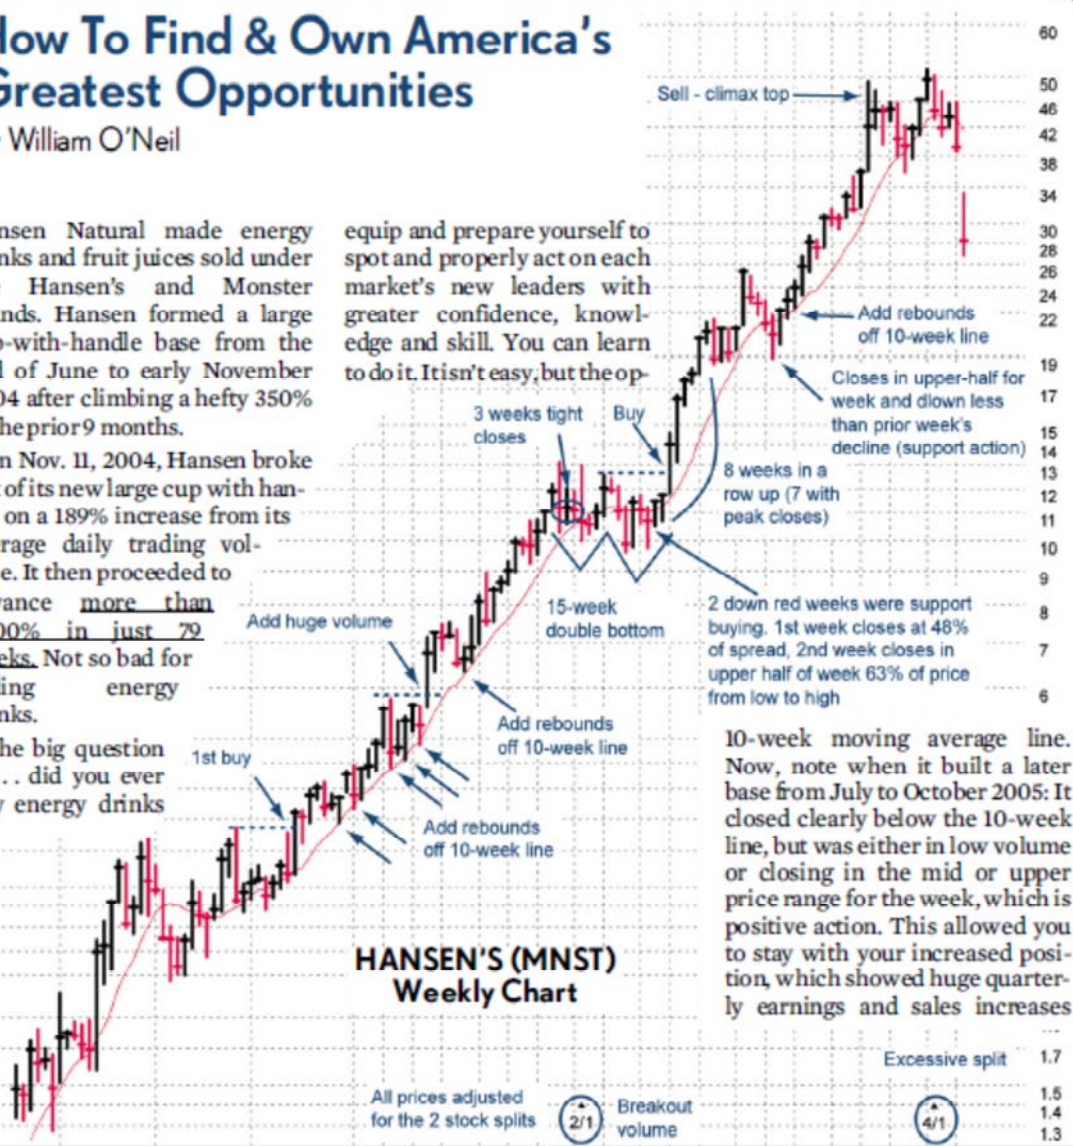 How To Find & Own America's
Greatest Opportunities
William O'Neil
nsen Natural made energy
nks and fruit juices sold under
Hansen's and Monster
nds. Hansen formed a large
-with-handle base from the
of June to early November
04 after climbing a hefty 350%
he prior 9 months.
n Nov. 11, 2004, Hansen broke
of its new large cup with han-
on a 189% increase from its
rage daily trading vol-
e. It then proceeded to
vance more than
00% in just 79
eks. Not so bad for
ing energy
nks.
he big question
. . did you ever
y energy drinks
equip and prepare yourself to
spot and properly act on each
market's new leaders with
greater confidence, knowl-
edge and skill. You can learn
to do it. It isn't easy, but the op-
10-week moving average line.
Now, note when it built a later
base from July to October 2005: It
closed clearly below the 10-week
line, but was either in low volume
or closing in the mid or upper
price range for the week, which is
positive action. This allowed you
to stay with your increased posi-
tion, which showed huge quarter-
ly earnings and sales increases
Sell - climax top
Add rebounds
off 10-week line
Closes in upper-half for
week and dlown less
than prior week's
decline (support action)
3 weeks tight
closes
Buy
8 weeks in a
row up (7 with
peak closes)
15-week
double bottom
2 down red weeks were support
buying. 1st week closes at 48%
of spread, 2nd week closes in
upper half of week 63% of price
from low to high
Add huge volume
Add rebounds
off 10-week line
1st buy
Add rebounds
off 10-week line
HANSEN'S (MNST)
Weekly Chart
All prices adjusted
for the 2 stock splits
2/1
Breakout
volume
Excessive split
4/1
60
50
46
42
38
34
30
28
26
24
22
19
17
15
14
13
12
11
10
9
8
7
6
1.7
1.5
1.4
1.3